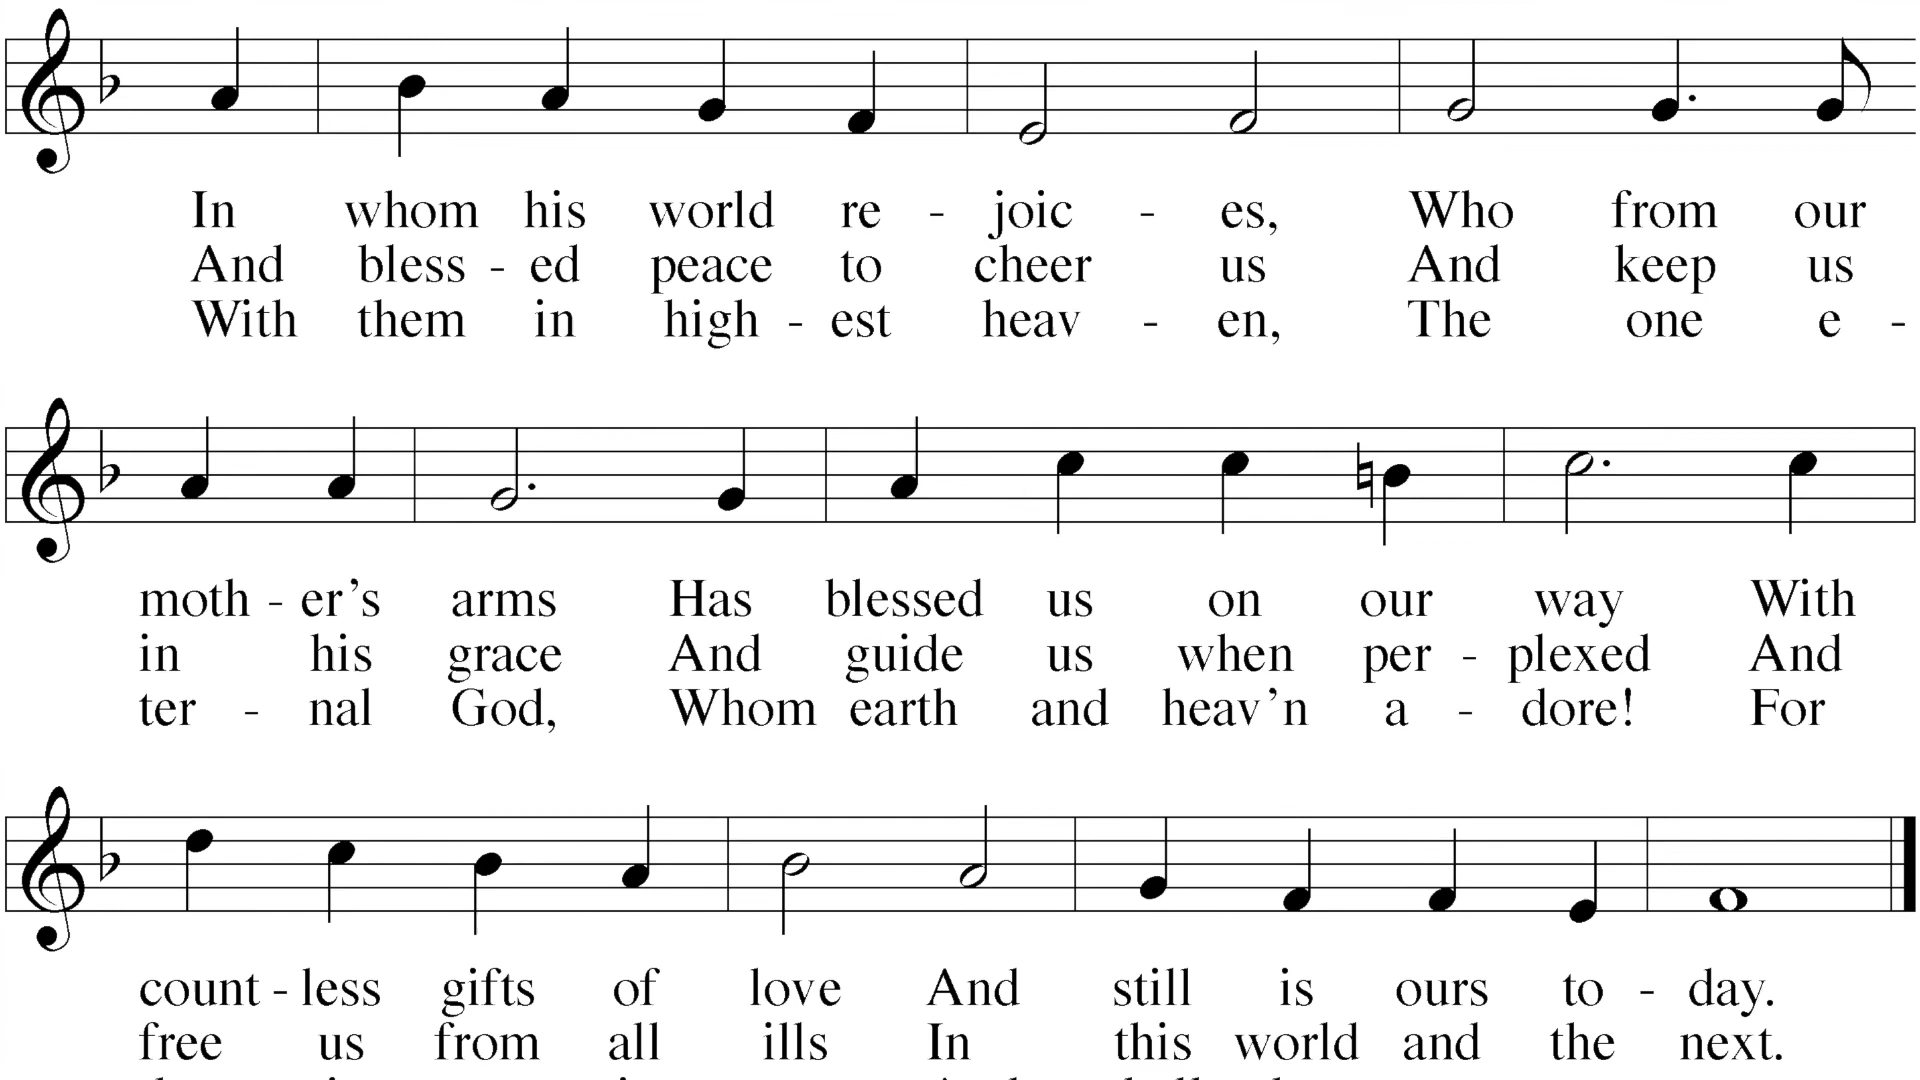 In whom his world re - joic - es, Who from our
And bless - ed peace to cheer us And keep us
With them in high - est heav - en, The one e -
moth - er's arms Has blessed us on our way With
in his grace And guide us when per - plexed And
ter - nal God, Whom earth and heav'n a - dore! For
count - less gifts of love And still is ours to - day.
free us from all ills In this world and the next.